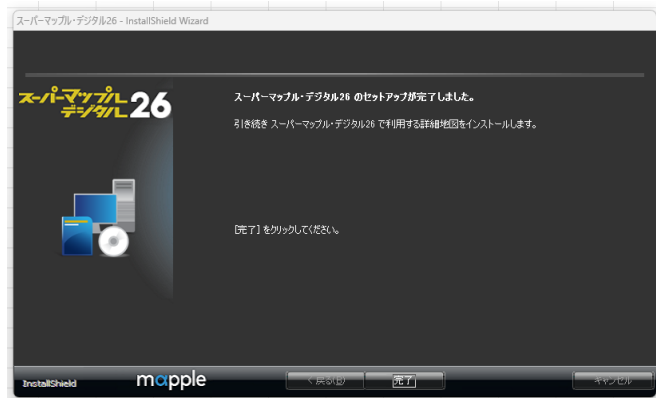 スーパーマップル・デジタル26 - InstallShield Wizard
スーパーマップル
デジタル 26
スーパーマップル・デジタル26 のセットアップが完了しました。
引き続き スーパーマップル・デジタル26 で利用する詳細地図をインストールします。
[完了] をクリックしてください。
InstallShield
mapple
< 戻る(B)
完了
キャンセル